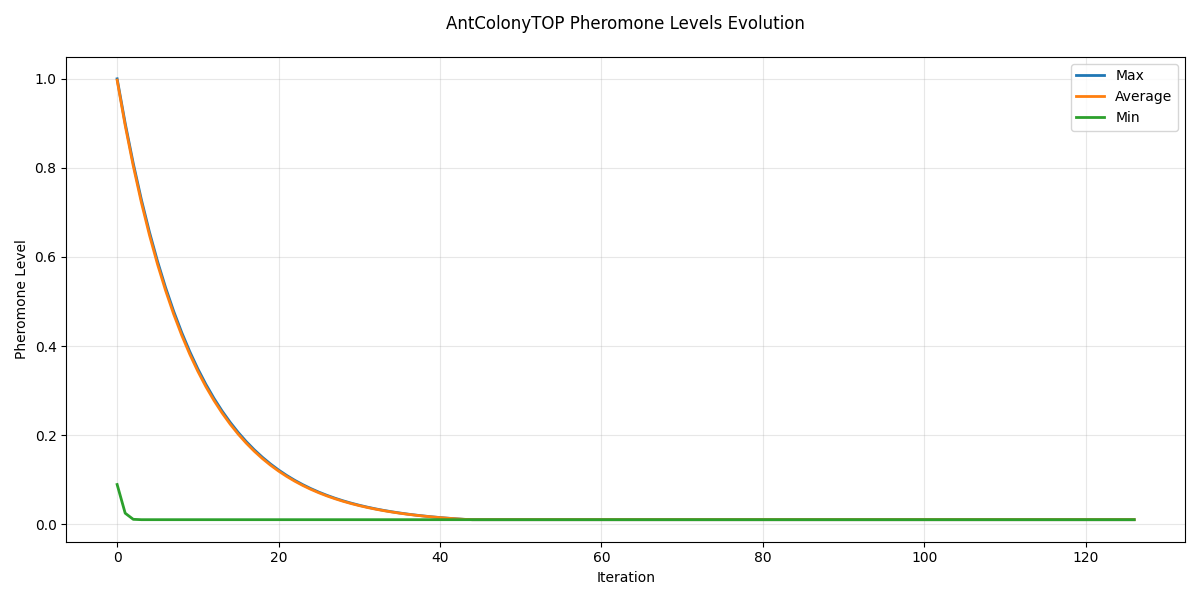 AntColonyTOP Pheromone Levels Evolution
Max
Average
Min
Pheromone Level
1.0
0.8
0.6
0.4
0.2
0.0
0 20 40 60 80 100 120
Iteration